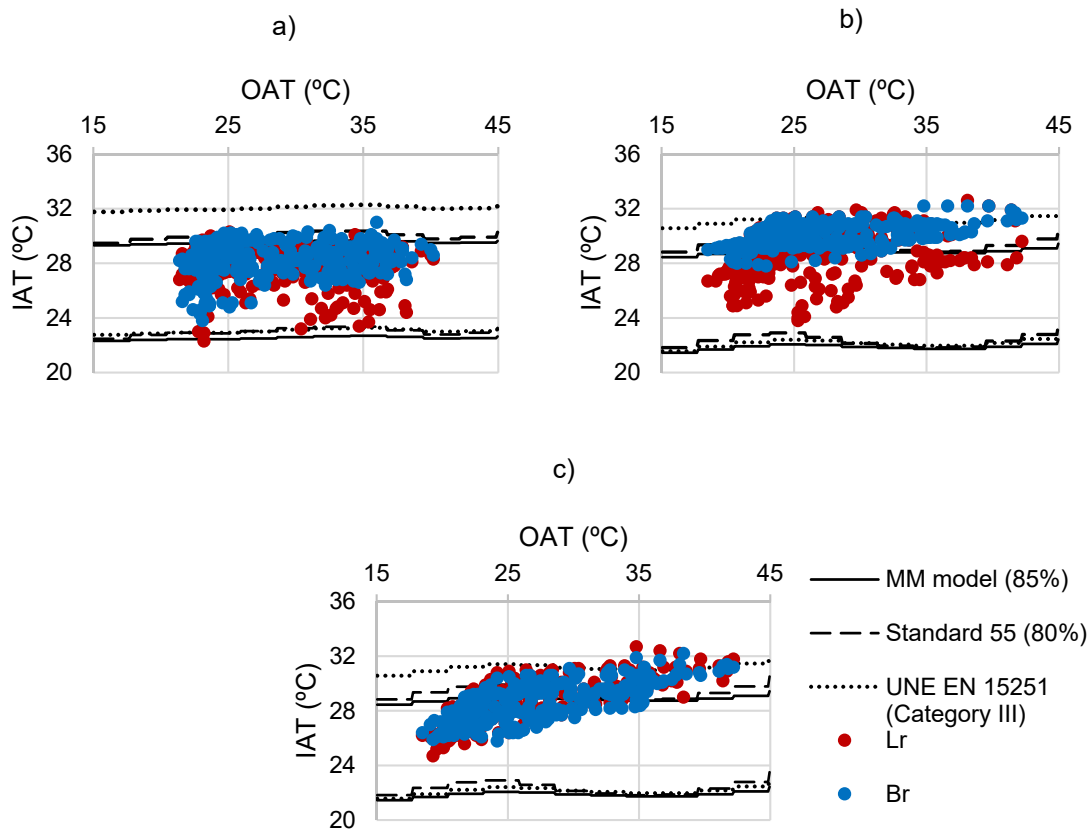 a)
OAT (ºC)
15 25 35 45
36
32
28
24
20
IAT (ºC)
b)
OAT (ºC)
15 25 35 45
36
32
28
24
20
IAT (ºC)
c)
OAT (ºC)
15 25 35 45
36
32
28
24
20
IAT (ºC)
MM model (85%)
Standard 55 (80%)
UNE EN 15251
(Category III)
Lr
Br